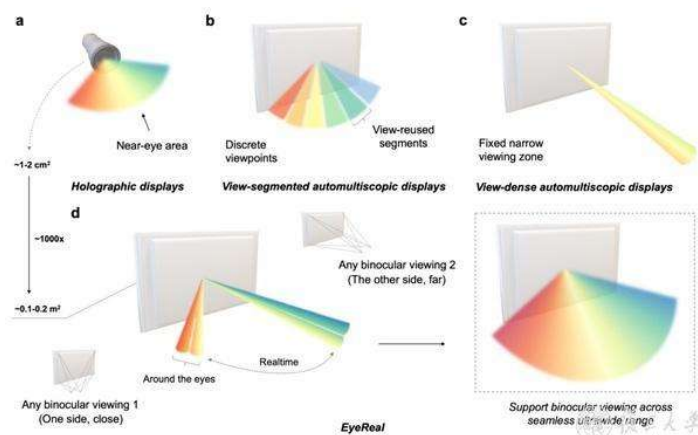 a
b
c
Near-eye area
Discrete
viewpoints
View-reused
segments
Fixed narrow
viewing zone
~1-2 cm²
Holographic displays
View-segmented automultiscopic displays
View-dense automultiscopic displays
d
~1000x
Any binocular viewing 2
(The other side, far)
~0.1-0.2 m²
Realtime
Around the eyes
Any binocular viewing 1
(One side, close)
EyeReal
Support binocular viewing across
seamless ultrawide range
大學